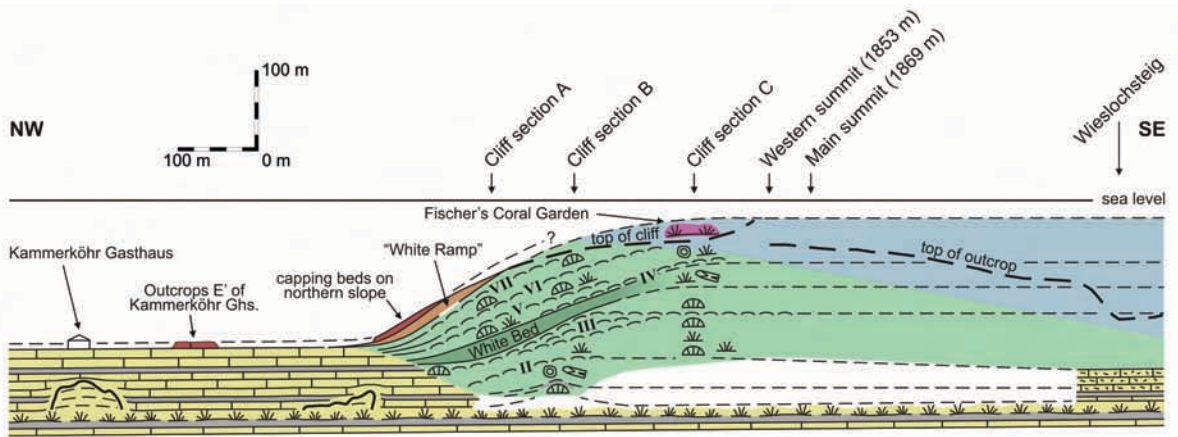 NW
100 m
100 m
0 m
Cliff section A
Cliff section B
Cliff section C
Western summit (1853 m)
Main summit (1869 m)
Wieslochsteig
SE
sea level
Fischer's Coral Garden
?
top of cliff
top of outcrop
Kammerköhr Gasthaus
"White Ramp"
Outcrops E' of
Kammerköhr Ghs.
capping beds on
northern slope
VII
VI
V
IV
White Bed
III
II